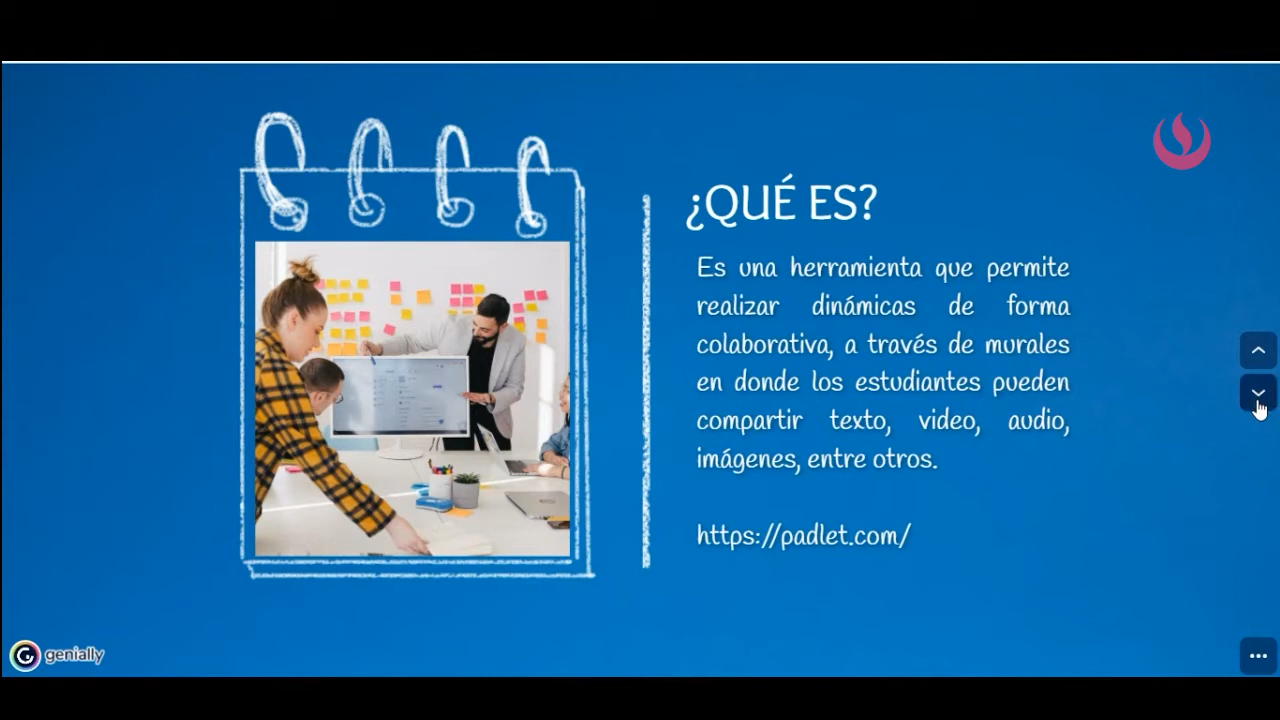 ¿QUÉ ES?
Es una herramienta que permite
realizar dinámicas de forma
colaborativa, a través de murales
en donde los estudiantes pueden
compartir texto, video, audio,
imágenes, entre otros.
https://padlet.com/
genially